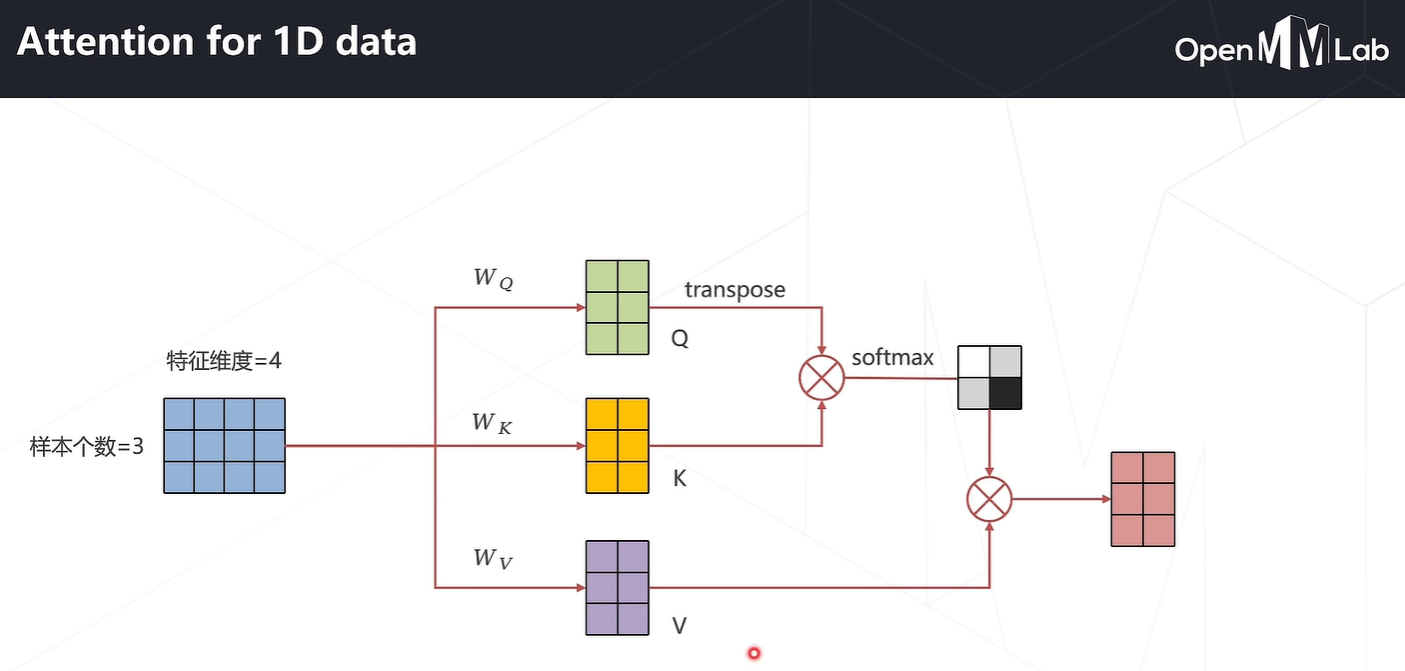 Attention for 1D data
OpenMMLab
W_Q
transpose
Q
softmax
特征维度=4
样本个数=3
W_K
K
W_V
V